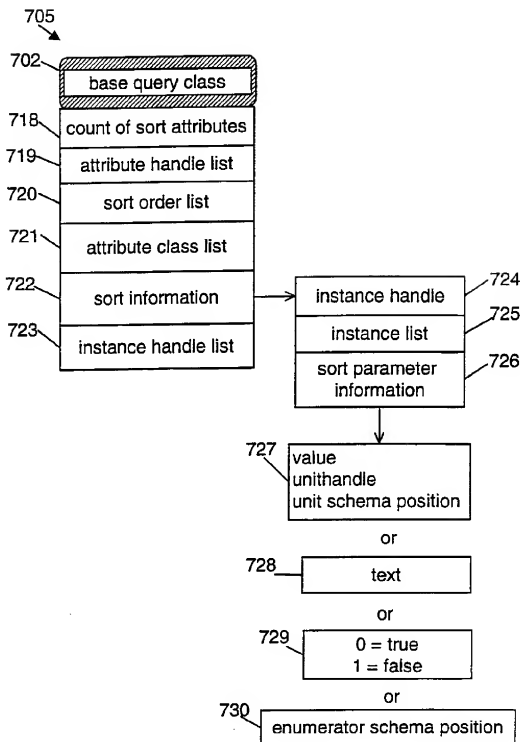 705
702
base query class
718
count of sort attributes
719
attribute handle list
720
sort order list
721
attribute class list
722
sort information
723
instance handle list
instance handle
724
instance list
725
sort parameter
information
726
727
value
unithandle
unit schema position
or
728
text
or
729
0 = true
1 = false
or
730
enumerator schema position